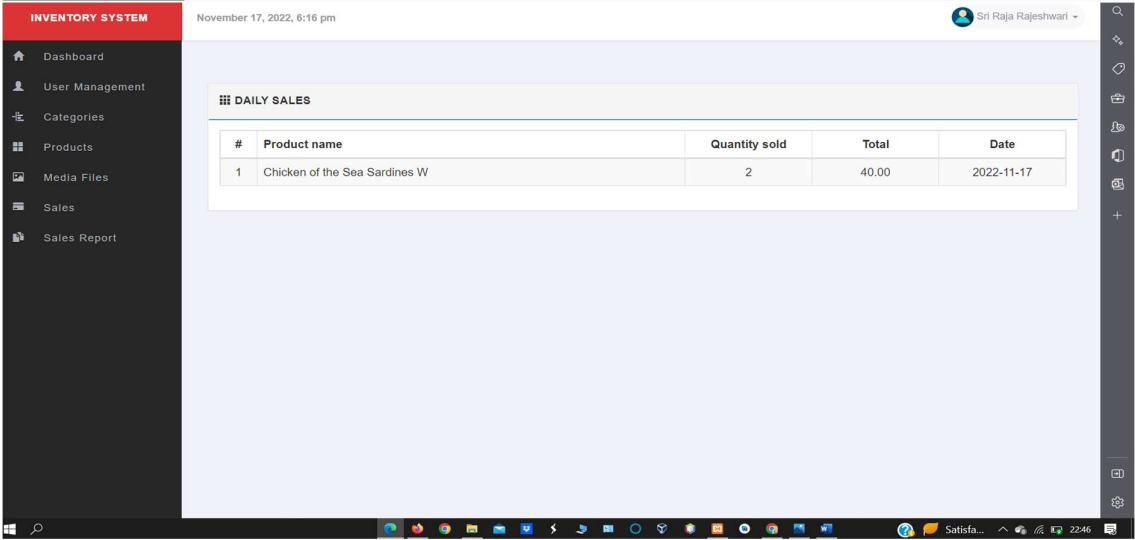 INVENTORY SYSTEM
November 17, 2022, 6:16 pm
Sri Raja Rajeshwari
Dashboard
User Management
Categories
Products
Media Files
Sales
Sales Report
DAILY SALES
# Product name Quantity sold Total Date
1 Chicken of the Sea Sardines W 2 40.00 2022-11-17
Satisfa... 22:46